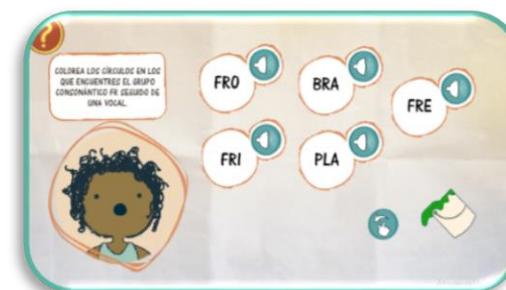 COLOREA LOS CÍRCULOS EN LOS
QUE ENCUENTRES EL GRUPO
CONSONÁNTICO FR SEGUIDO DE
UNA VOCAL.
FRO
BRA
FRE
FRI
PLA